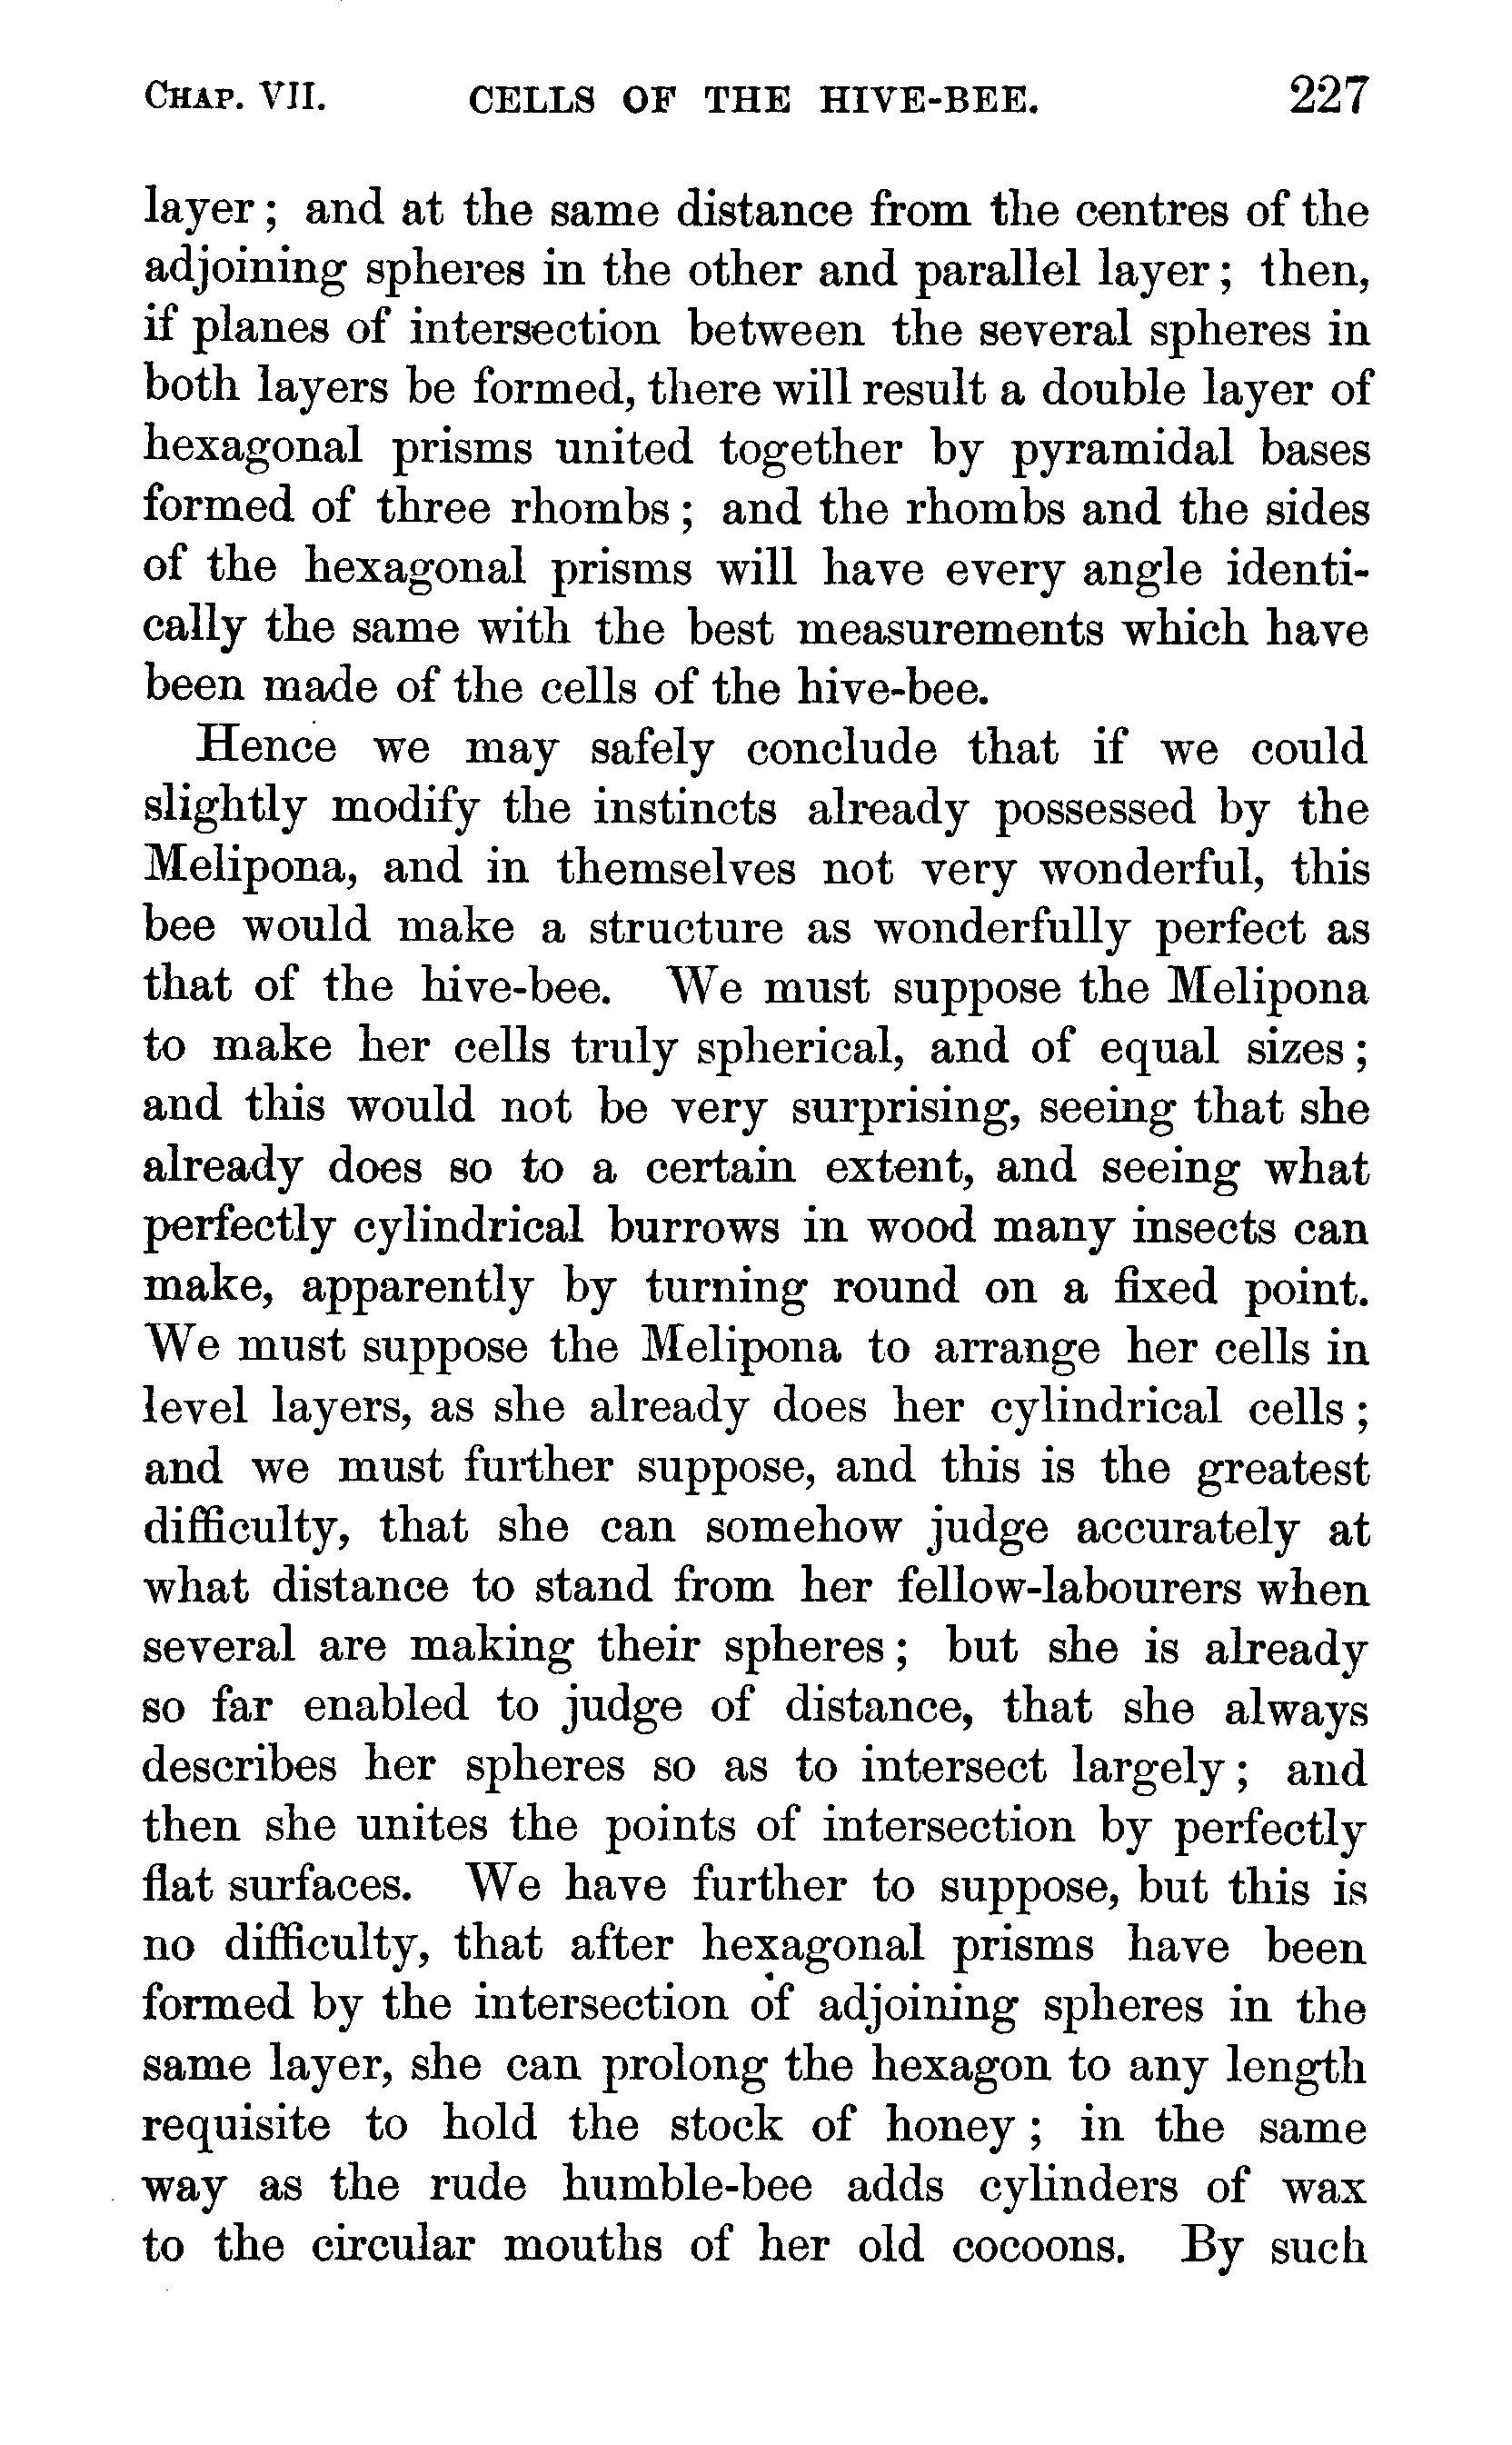 CHAP. VII. CELLS OF THE HIVE-BEE. 227
layer; and at the same distance from the centres of the
adjoining spheres in the other and parallel layer; then,
if planes of intersection between the several spheres in
both layers be formed, there will result a double layer of
hexagonal prisms united together by pyramidal bases
formed of three rhombs; and the rhombs and the sides
of the hexagonal prisms will have every angle identi-
cally the same with the best measurements which have
been made of the cells of the hive-bee.
Hence we may safely conclude that if we could
slightly modify the instincts already possessed by the
Melipona, and in themselves not very wonderful, this
bee would make a structure as wonderfully perfect as
that of the hive-bee. We must suppose the Melipona
to make her cells truly spherical, and of equal sizes;
and this would not be very surprising, seeing that she
already does so to a certain extent, and seeing what
perfectly cylindrical burrows in wood many insects can
make, apparently by turning round on a fixed point.
We must suppose the Melipona to arrange her cells in
level layers, as she already does her cylindrical cells;
and we must further suppose, and this is the greatest
difficulty, that she can somehow judge accurately at
what distance to stand from her fellow-labourers when
several are making their spheres; but she is already
so far enabled to judge of distance, that she always
describes her spheres so as to intersect largely; and
then she unites the points of intersection by perfectly
flat surfaces. We have further to suppose, but this is
no difficulty, that after hexagonal prisms have been
formed by the intersection of adjoining spheres in the
same layer, she can prolong the hexagon to any length
requisite to hold the stock of honey; in the same
way as the rude humble-bee adds cylinders of wax
to the circular mouths of her old cocoons. By such